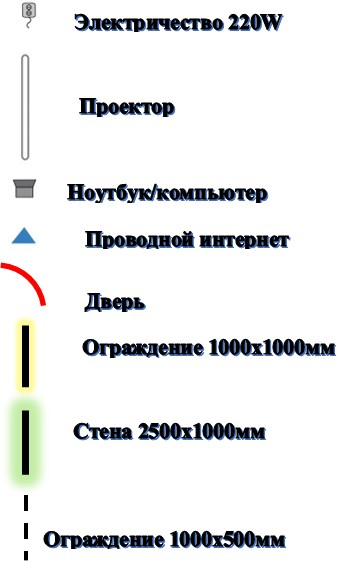 Электричество 220W
Проектор
Ноутбук/компьютер
Проводной интернет
Дверь
Ограждение 1000х1000мм
Стена 2500х1000мм
Ограждение 1000х500мм